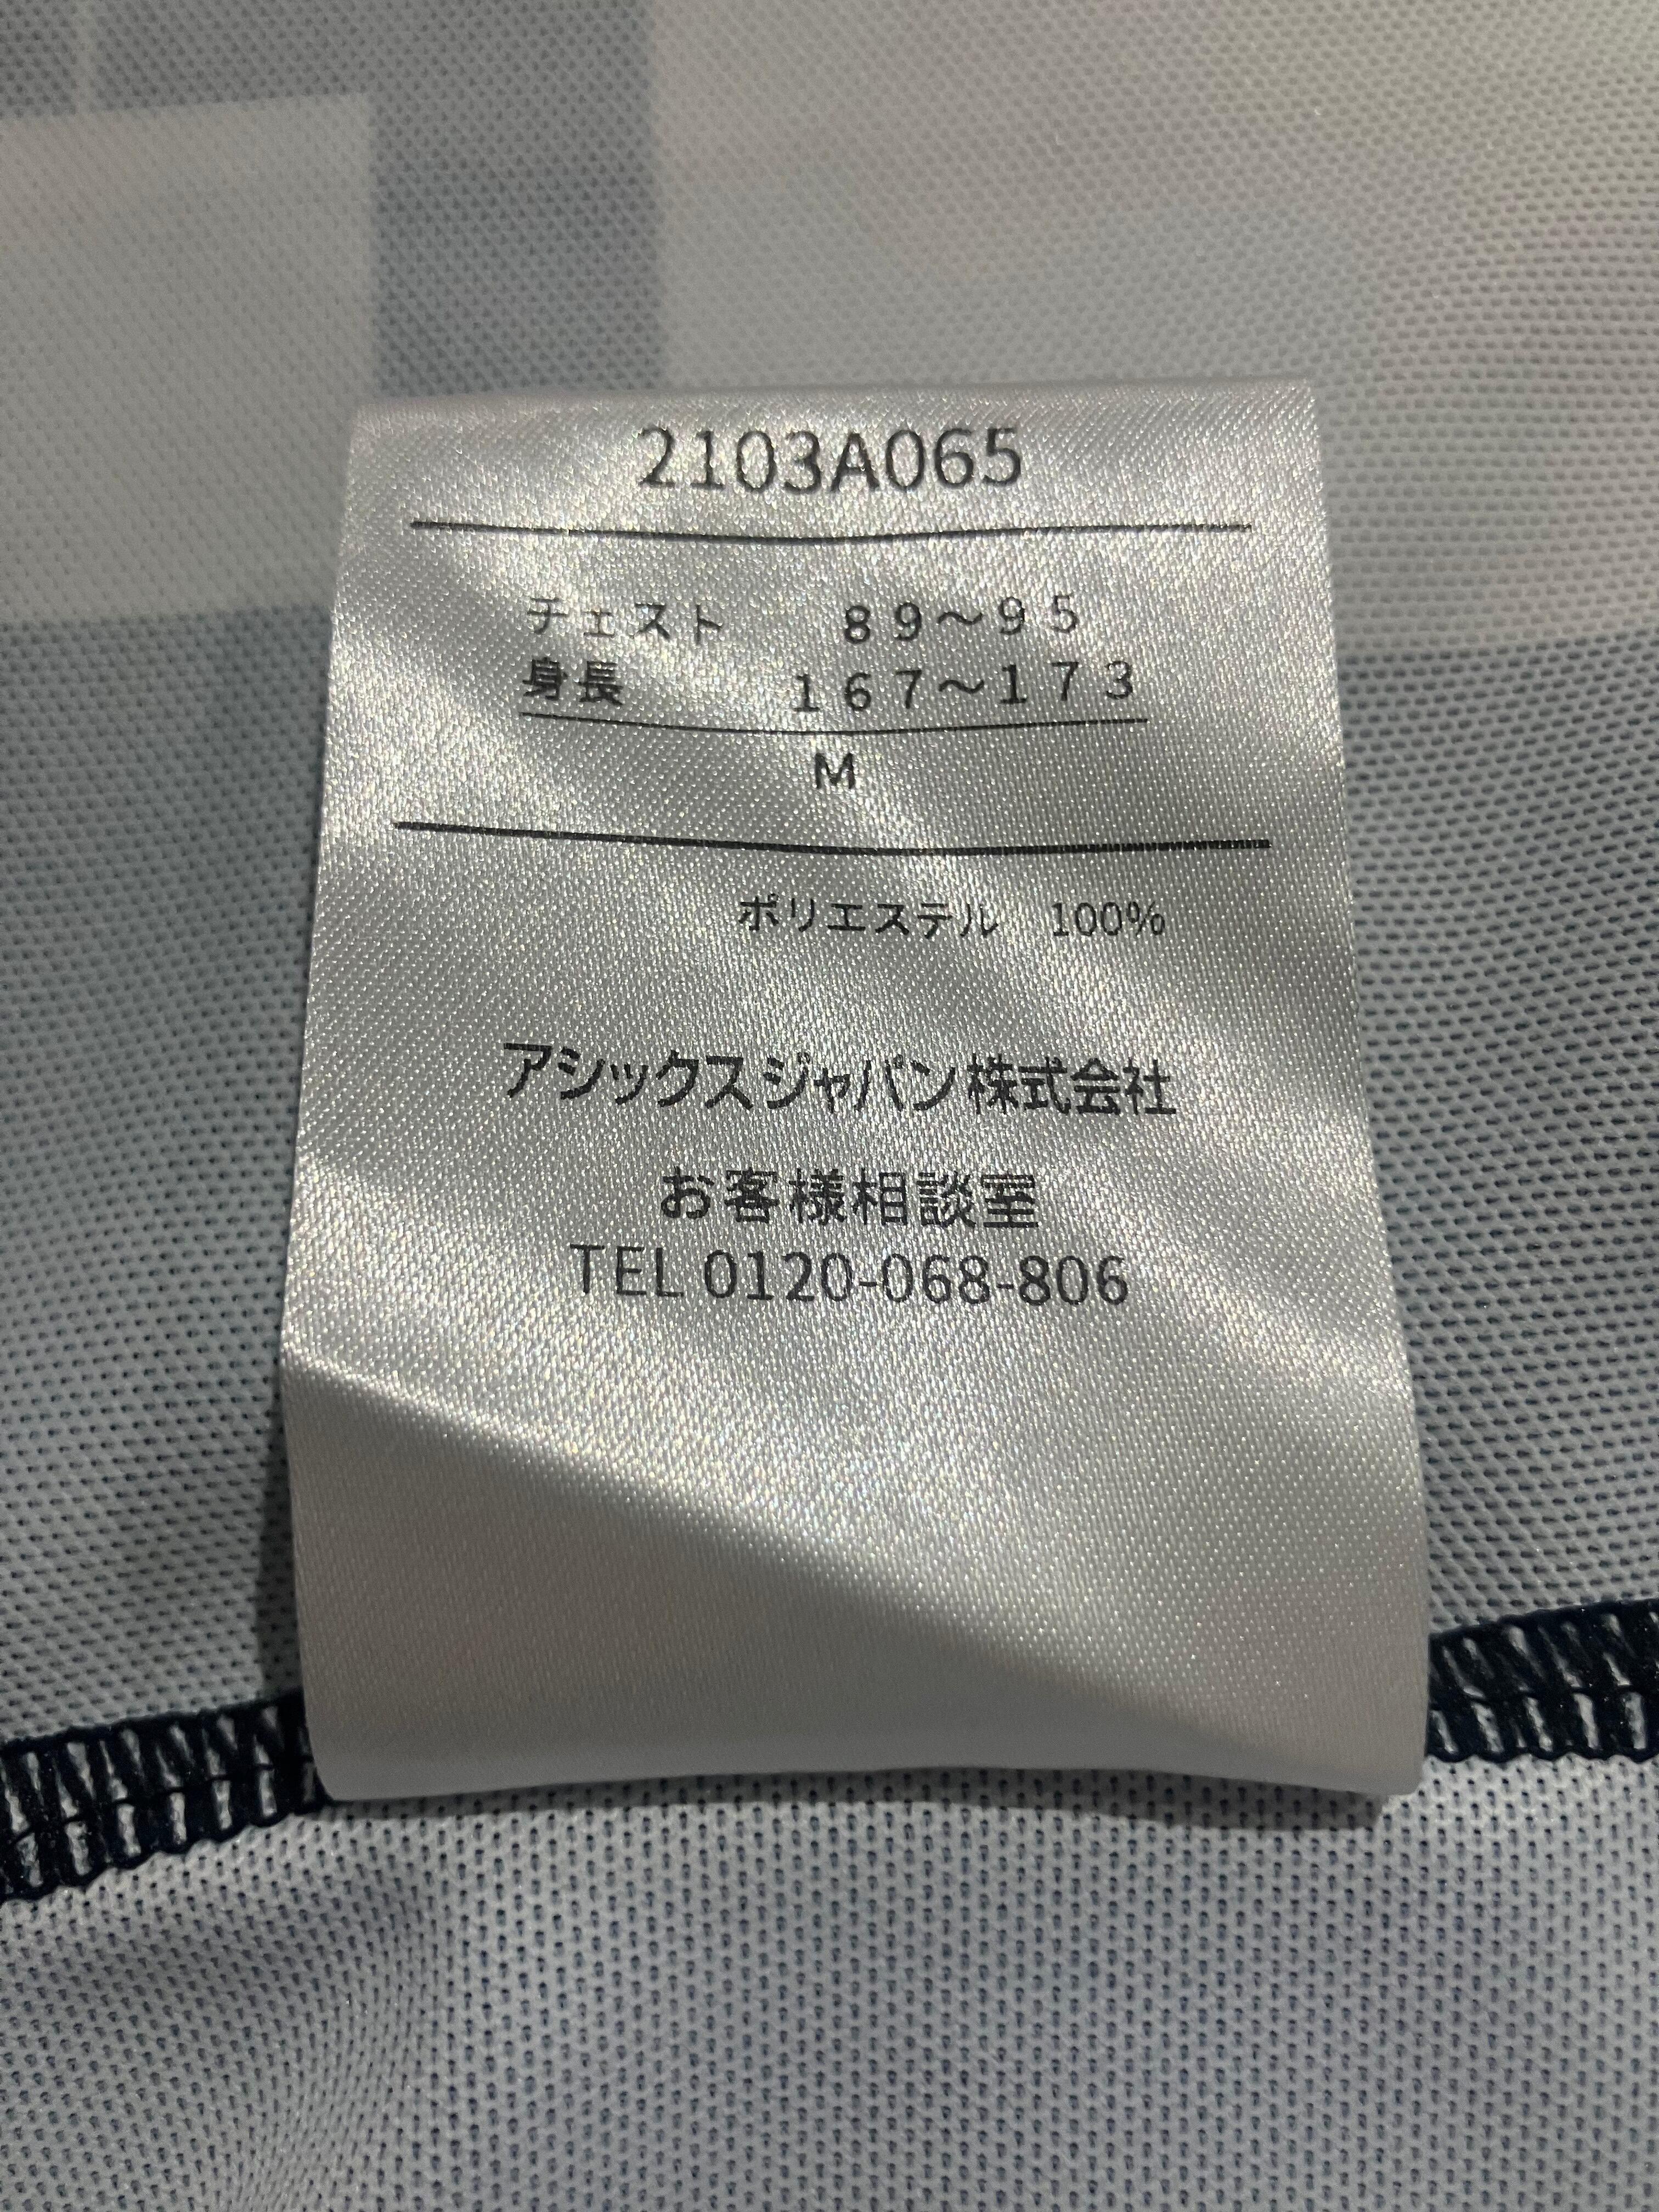 2103A065
チェスト 89〜95
身長 167〜173
M
ポリエステル 100%
アシックスジャパン株式会社
お客様相談室
TEL 0120-068-806